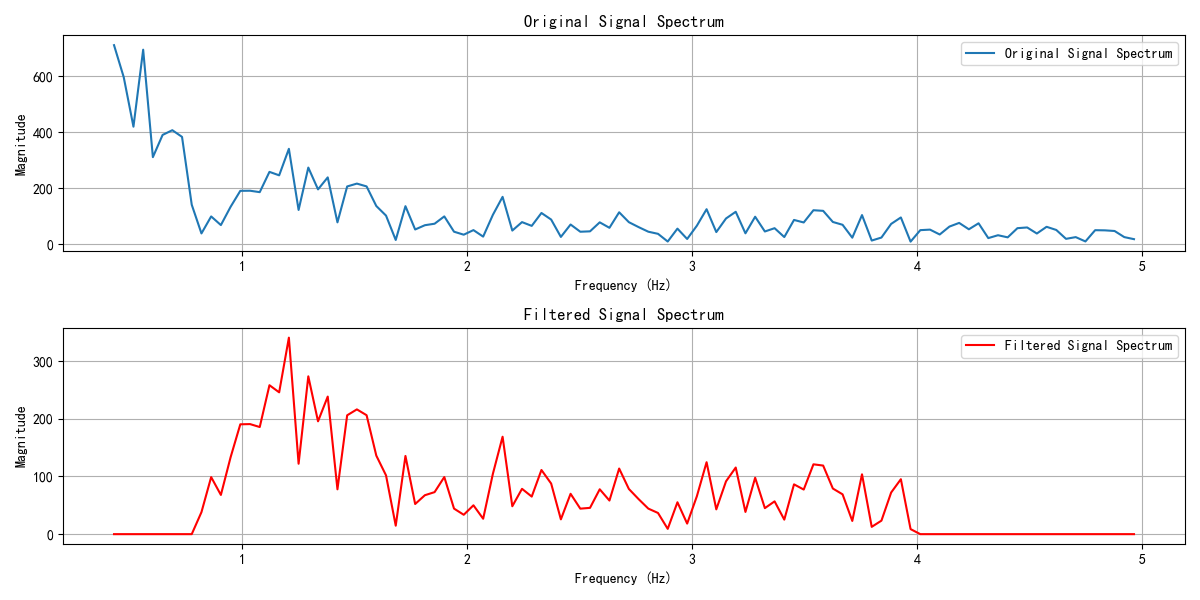 Original Signal Spectrum
Original Signal Spectrum
Magnitude
600
400
200
0
1 2 3 4 5
Frequency (Hz)
Filtered Signal Spectrum
Filtered Signal Spectrum
Magnitude
300
200
100
0
1 2 3 4 5
Frequency (Hz)